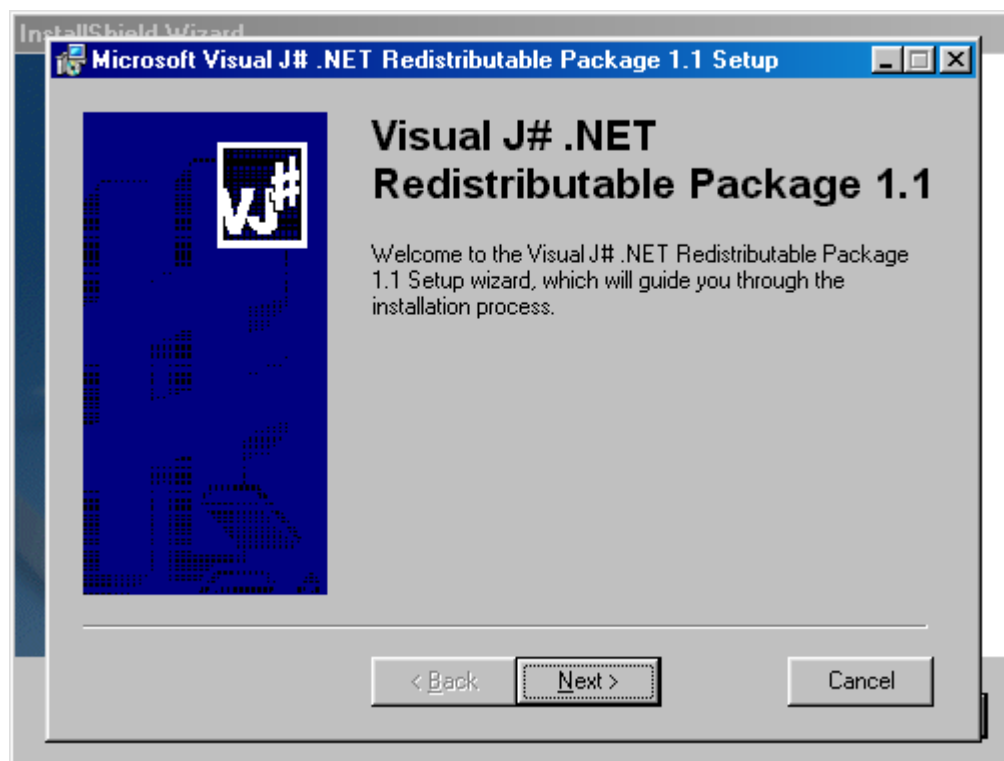 InstallShield Wizard
Microsoft Visual J# .NET Redistributable Package 1.1 Setup
VJ#
Visual J# .NET
Redistributable Package 1.1
Welcome to the Visual J# .NET Redistributable Package
1.1 Setup wizard, which will guide you through the
installation process.
< Back
Next >
Cancel